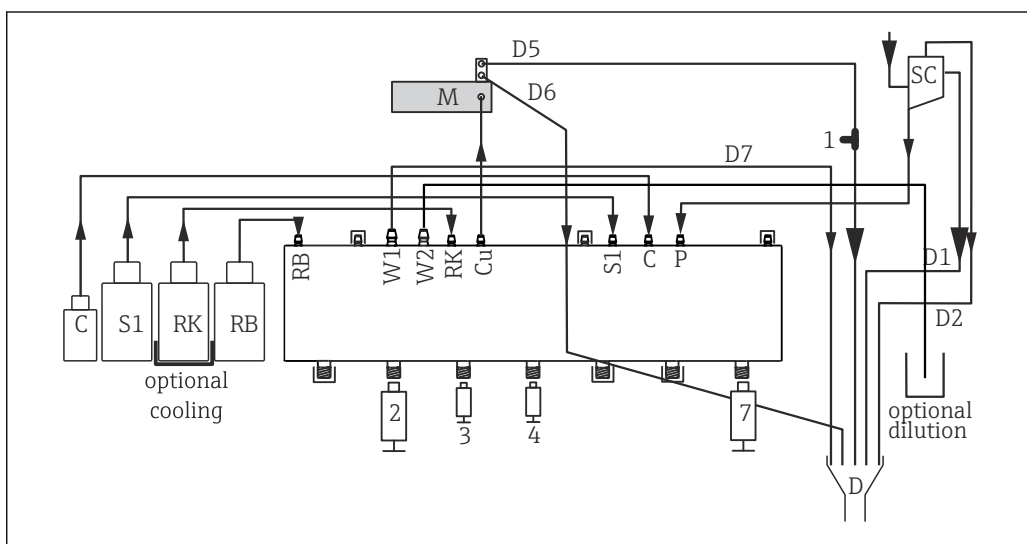 D5
SC
M
D6
1
D7
RB
W1
W2
RK
Cu
S1
C
P
D1
C
S1
RK
RB
D2
optional
cooling
2
3
4
7
optional
dilution
D